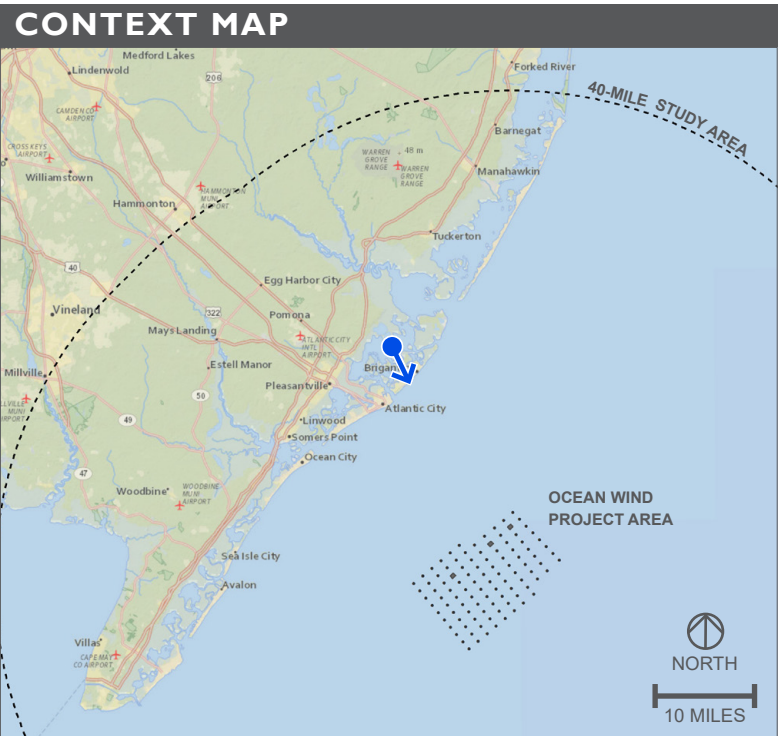 CONTEXT MAP
Medford Lakes
Lindenwold
206
Forked River
40-MILE STUDY AREA
CAMDEN CO
AIRPORT
Barnegat
CROSS KEYS
AIRPORT
WARREN
GROVE
RANGE
48 m
WARREN
GROVE
RANGE
Manahawkin
Williamstown
HAMMONTON
MUNI
AIRPORT
Hammonton
Tuckerton
40
Egg Harbor City
Vineland
322
Pomona
Mays Landing
ATLANTIC CITY
INTL
AIRPORT
Millville
Estell Manor
Brigan
Pleasantville
50
LLVILLE
MUNI
IRPORT
Atlantic City
49
Linwood
Somers Point
Ocean City
47
Woodbine
WOODBINE
MUNI
AIRPORT
OCEAN WIND
PROJECT AREA
Sea Isle City
Avalon
Villas
CAPE MAY
CO AIRPORT
NORTH
10 MILES